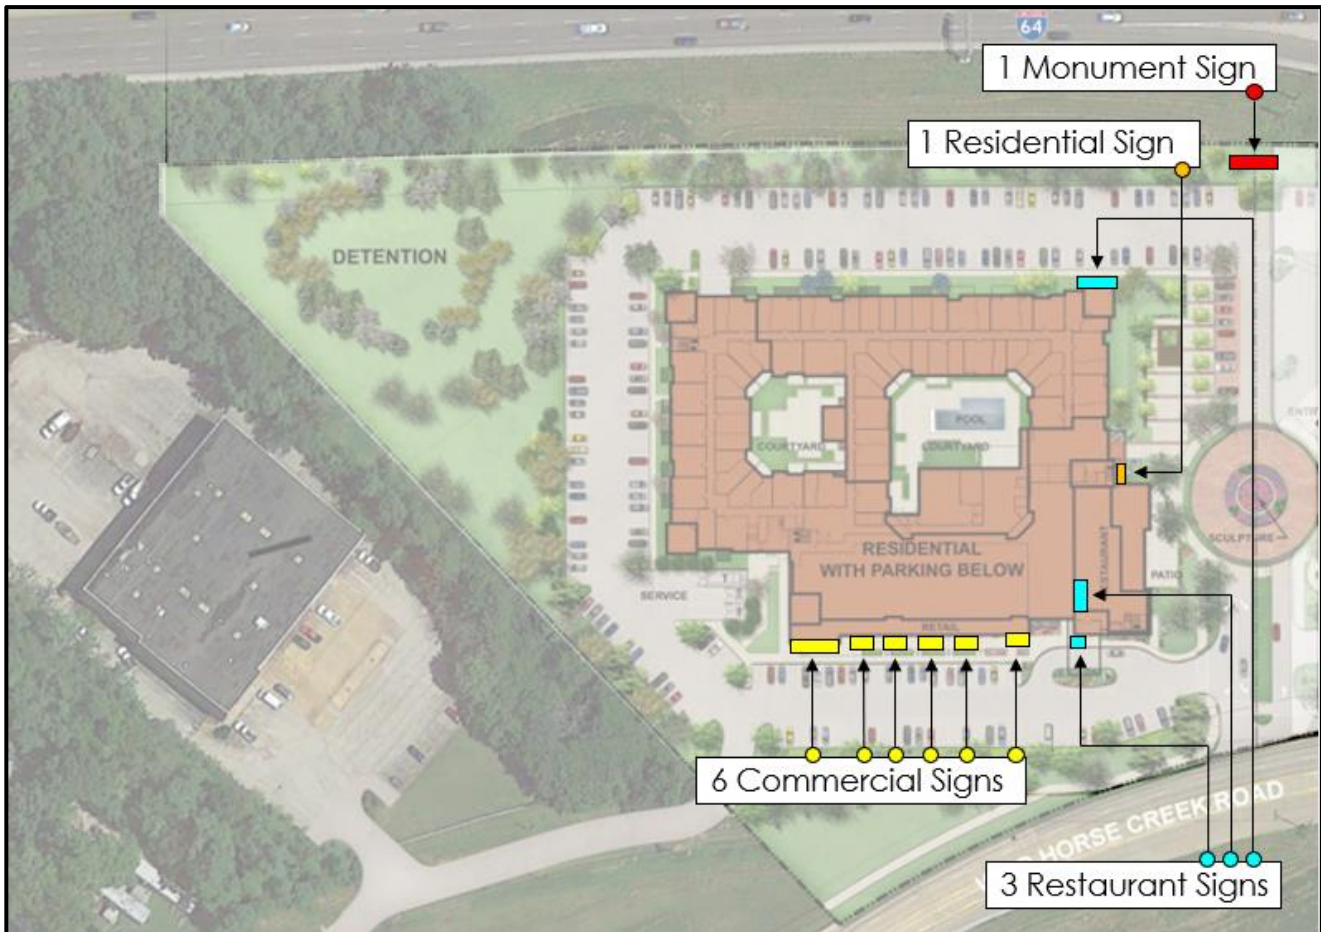 64
1 Monument Sign
1 Residential Sign
DETENTION
POOL
COURTYARD
COURTYARD
SCULPTURE
RESTAURANT
RESIDENTIAL
WITH PARKING BELOW
PATIO
SERVICE
RETAIL
6 Commercial Signs
HORSE CREEK ROAD
3 Restaurant Signs